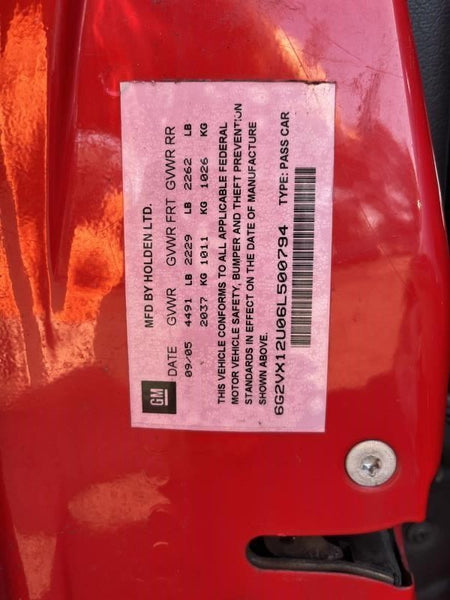 GM
MFD BY HOLDEN LTD.
DATE GVWR GVWR FRT GVWR RR
09/05 4491 LB 2229 LB 2262 LB
2037 KG 1011 KG 1026 KG
THIS VEHICLE CONFORMS TO ALL APPLICABLE FEDERAL
MOTOR VEHICLE SAFETY, BUMPER AND THEFT PREVENTION
STANDARDS IN EFFECT ON THE DATE OF MANUFACTURE
SHOWN ABOVE.
6G2VX12U06L500794 TYPE: PASS CAR